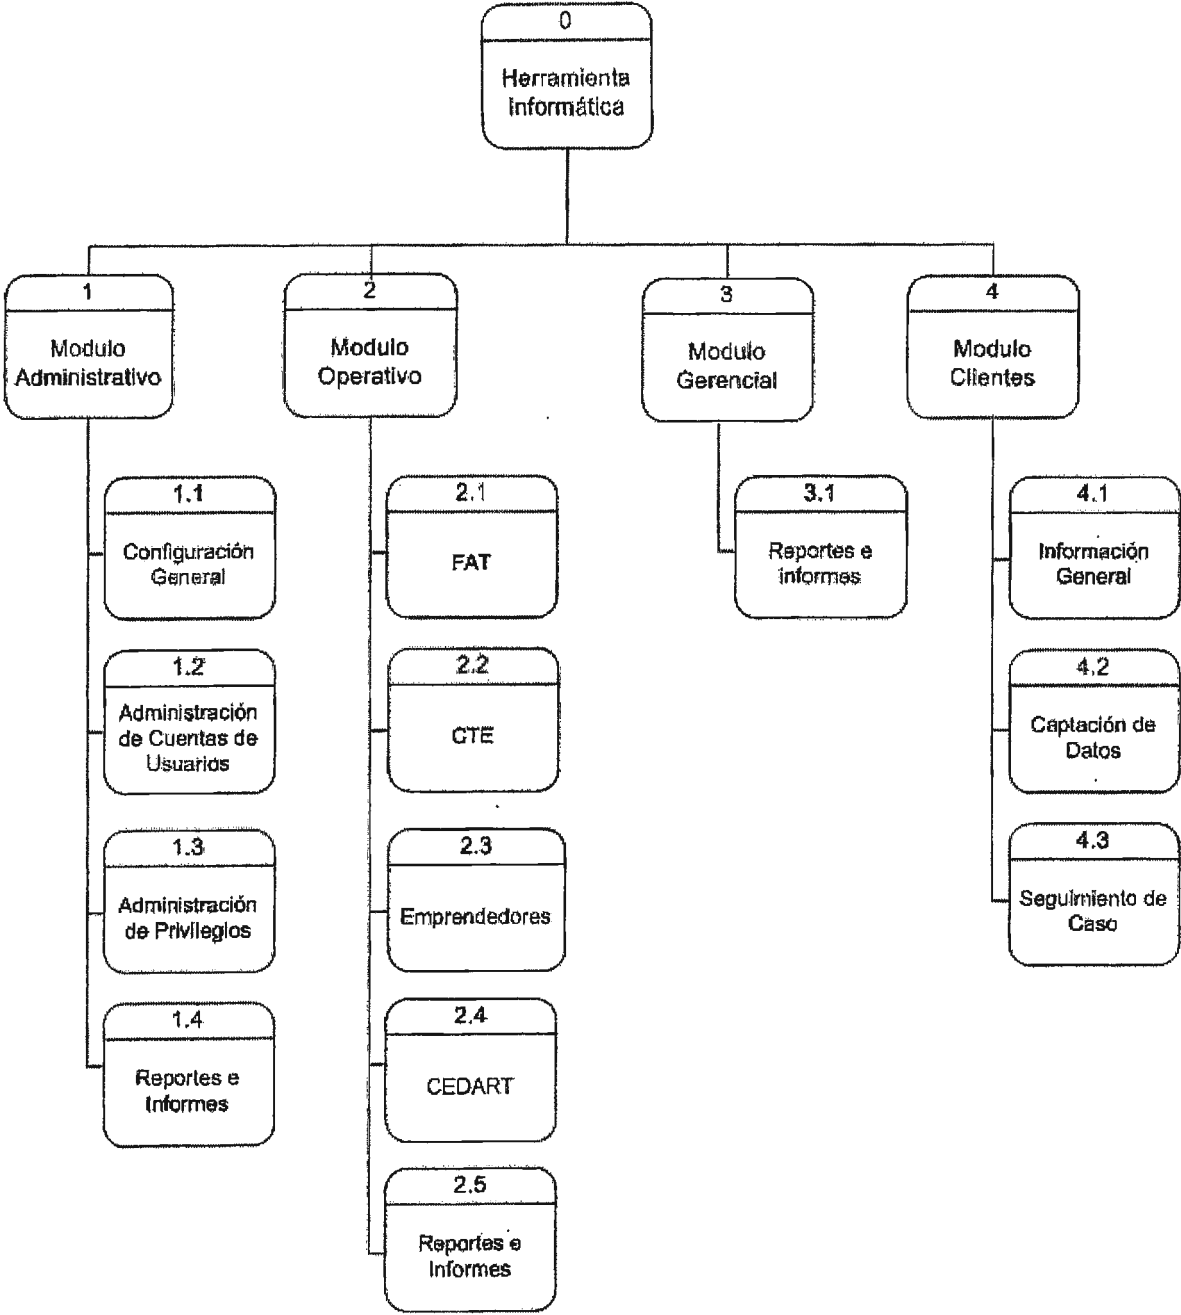 0
Herramienta
Informática
1
Modulo
Administrativo
2
Modulo
Operativo
3
Modulo
Gerencial
4
Modulo
Clientes
1.1
Configuración
General
1.2
Administración
de Cuentas de
Usuarios
1.3
Administración
de Privilegios
1.4
Reportes e
Informes
2.1
FAT
2.2
CTE
2.3
Emprendedores
2.4
CEDART
2.5
Reportes e
Informes
3.1
Reportes e
informes
4.1
Información
General
4.2
Captación de
Datos
4.3
Seguimiento de
Caso